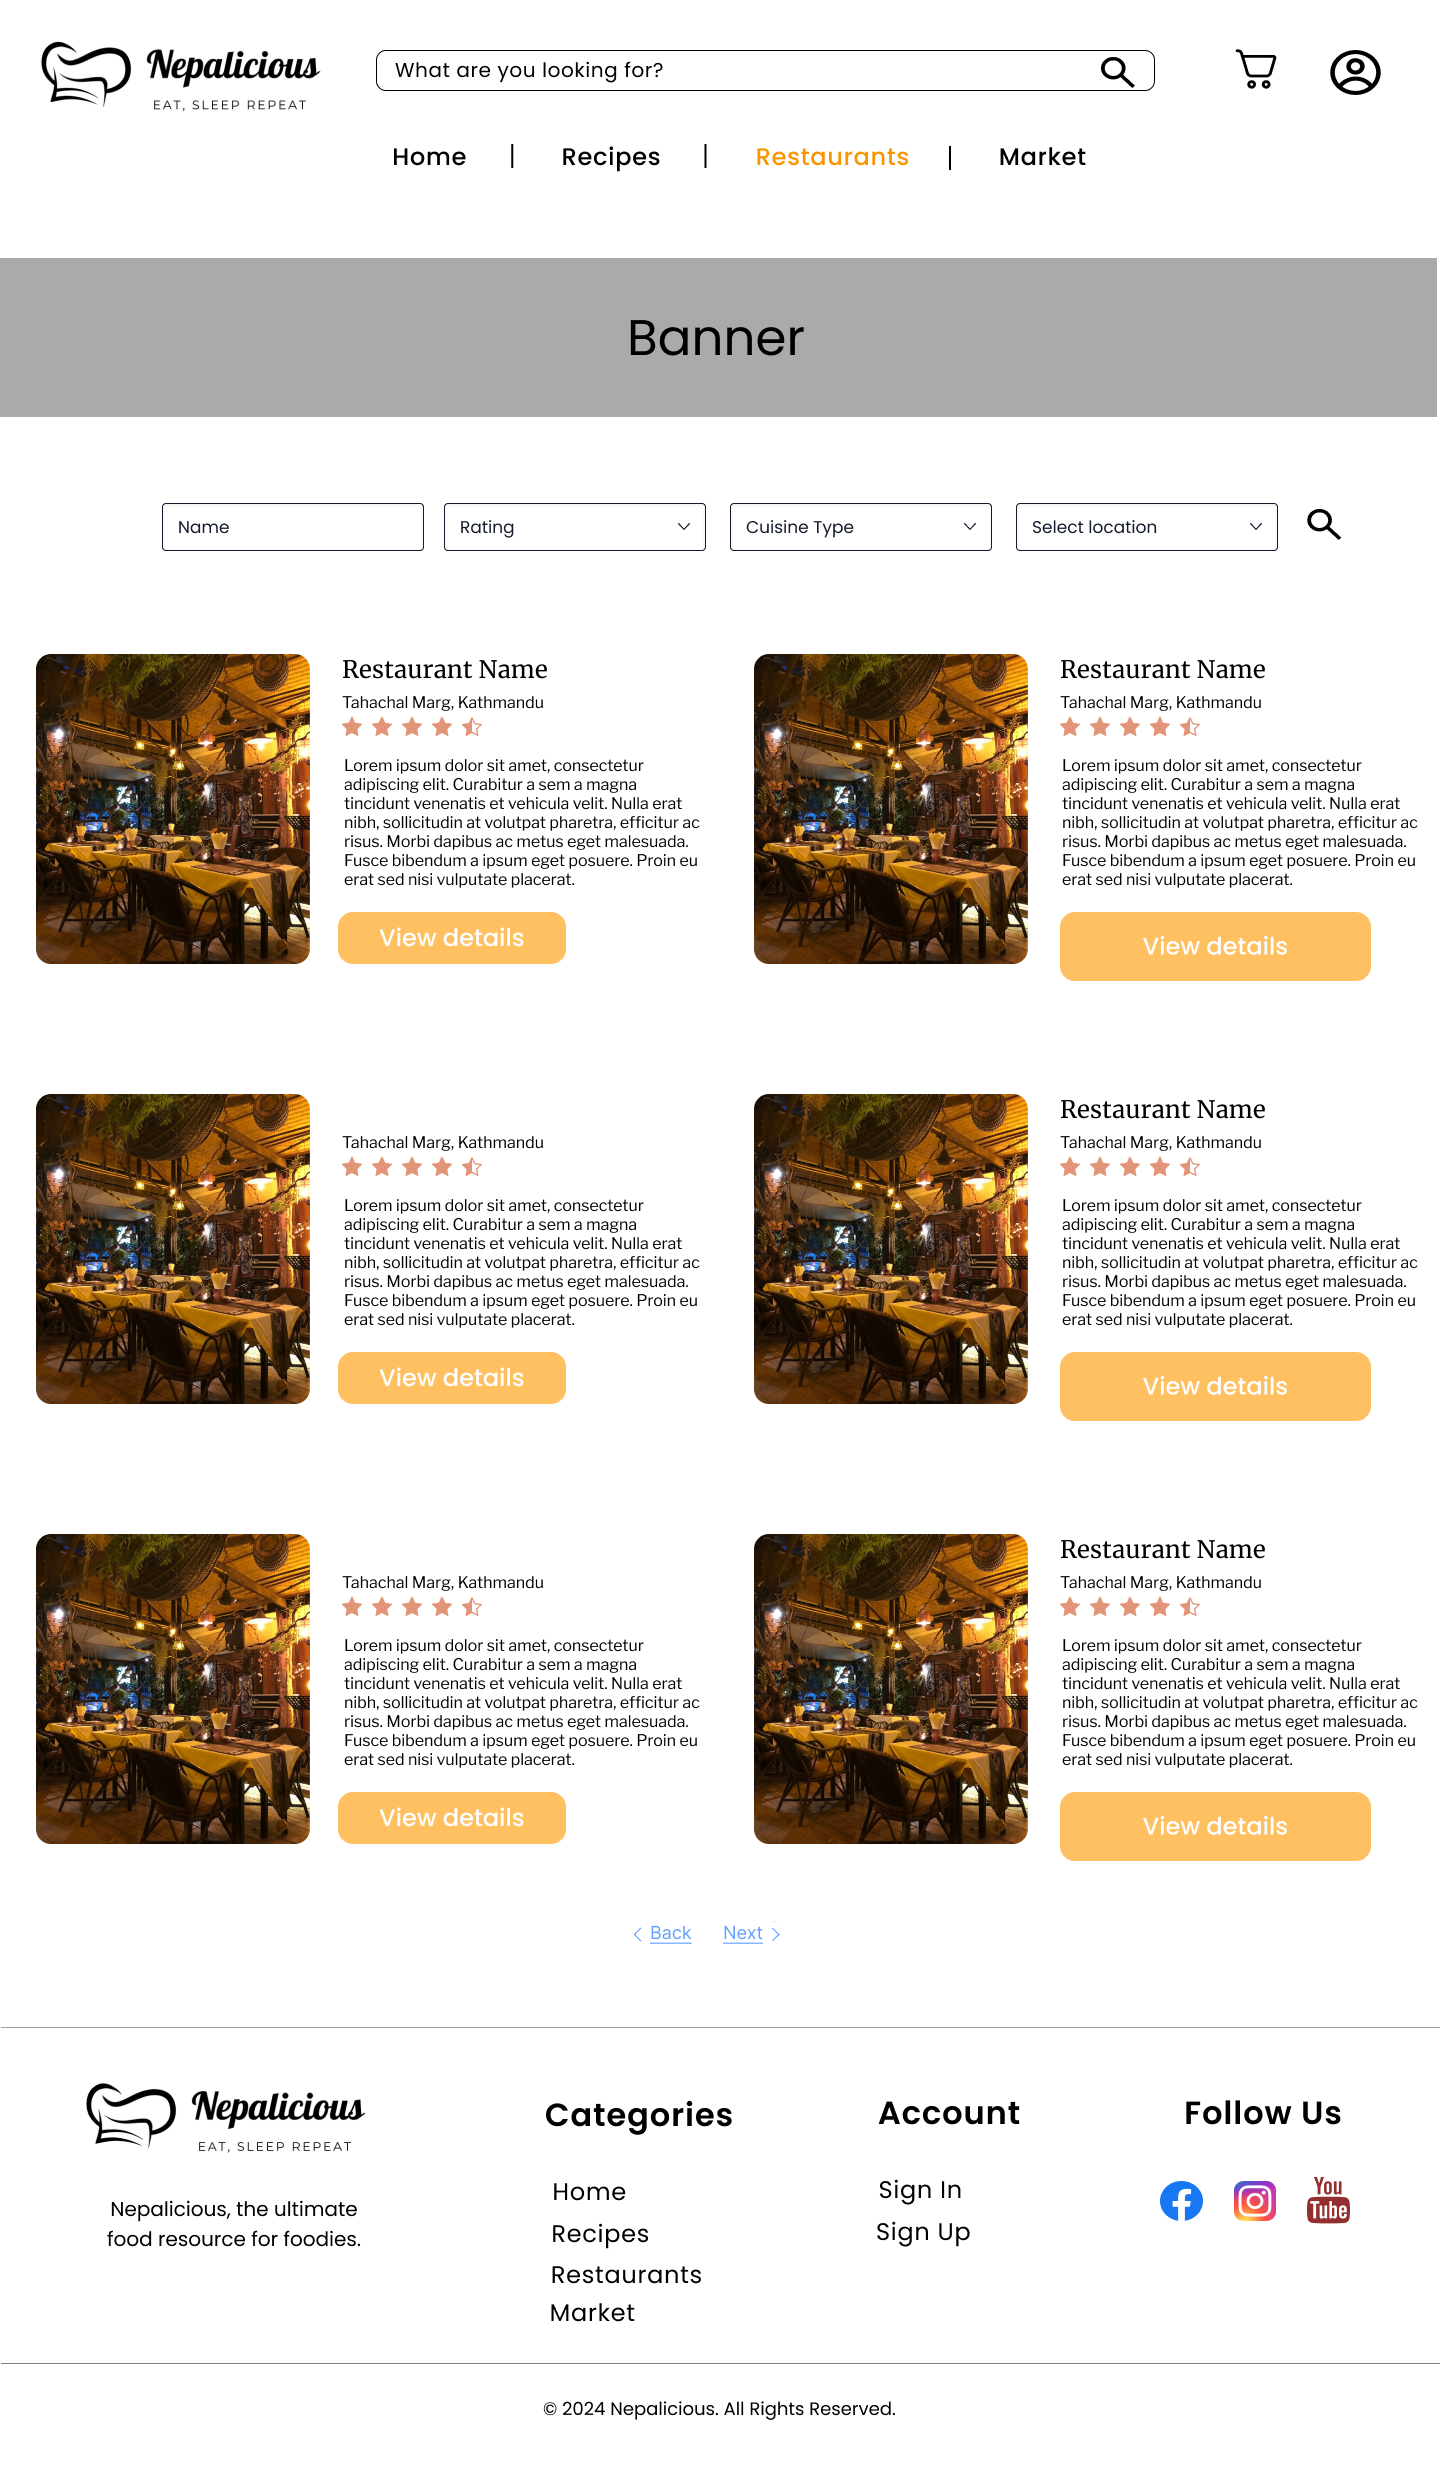 Nepalicious
EAT, SLEEP REPEAT
What are you looking for?
Home | Recipes | Restaurants | Market
Banner
Name
Rating
Cuisine Type
Select location
Restaurant Name
Tahachal Marg, Kathmandu
Lorem ipsum dolor sit amet, consectetur
adipiscing elit. Curabitur a sem a magna
tincidunt venenatis et vehicula velit. Nulla erat
nibh, sollicitudin at volutpat pharetra, efficitur ac
risus. Morbi dapibus ac metus eget malesuada.
Fusce bibendum a ipsum eget posuere. Proin eu
erat sed nisi vulputate placerat.
View details
Restaurant Name
Tahachal Marg, Kathmandu
Lorem ipsum dolor sit amet, consectetur
adipiscing elit. Curabitur a sem a magna
tincidunt venenatis et vehicula velit. Nulla erat
nibh, sollicitudin at volutpat pharetra, efficitur ac
risus. Morbi dapibus ac metus eget malesuada.
Fusce bibendum a ipsum eget posuere. Proin eu
erat sed nisi vulputate placerat.
View details
Tahachal Marg, Kathmandu
Lorem ipsum dolor sit amet, consectetur
adipiscing elit. Curabitur a sem a magna
tincidunt venenatis et vehicula velit. Nulla erat
nibh, sollicitudin at volutpat pharetra, efficitur ac
risus. Morbi dapibus ac metus eget malesuada.
Fusce bibendum a ipsum eget posuere. Proin eu
erat sed nisi vulputate placerat.
View details
Restaurant Name
Tahachal Marg, Kathmandu
Lorem ipsum dolor sit amet, consectetur
adipiscing elit. Curabitur a sem a magna
tincidunt venenatis et vehicula velit. Nulla erat
nibh, sollicitudin at volutpat pharetra, efficitur ac
risus. Morbi dapibus ac metus eget malesuada.
Fusce bibendum a ipsum eget posuere. Proin eu
erat sed nisi vulputate placerat.
View details
Tahachal Marg, Kathmandu
Lorem ipsum dolor sit amet, consectetur
adipiscing elit. Curabitur a sem a magna
tincidunt venenatis et vehicula velit. Nulla erat
nibh, sollicitudin at volutpat pharetra, efficitur ac
risus. Morbi dapibus ac metus eget malesuada.
Fusce bibendum a ipsum eget posuere. Proin eu
erat sed nisi vulputate placerat.
View details
Restaurant Name
Tahachal Marg, Kathmandu
Lorem ipsum dolor sit amet, consectetur
adipiscing elit. Curabitur a sem a magna
tincidunt venenatis et vehicula velit. Nulla erat
nibh, sollicitudin at volutpat pharetra, efficitur ac
risus. Morbi dapibus ac metus eget malesuada.
Fusce bibendum a ipsum eget posuere. Proin eu
erat sed nisi vulputate placerat.
View details
Back
Next
Nepalicious
EAT, SLEEP REPEAT
Nepalicious, the ultimate
food resource for foodies.
Categories
Home
Recipes
Restaurants
Market
Account
Sign In
Sign Up
Follow Us
You
Tube
© 2024 Nepalicious. All Rights Reserved.